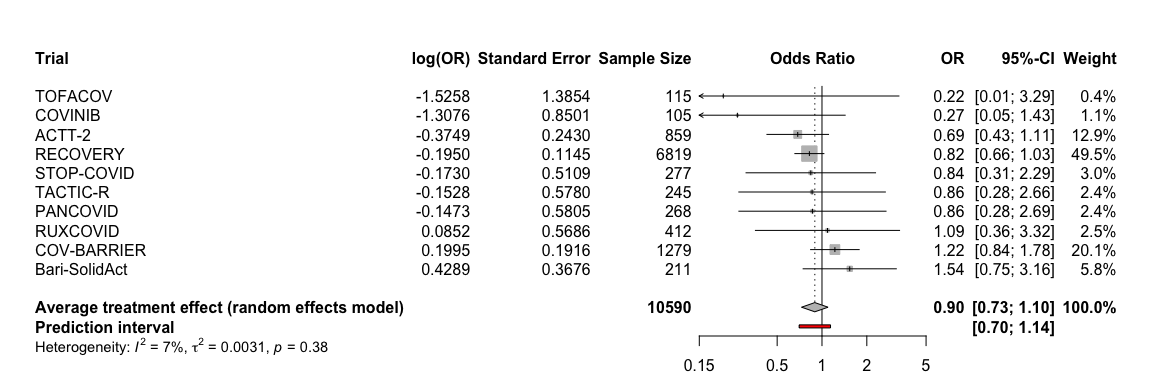 Trial log(OR) Standard Error Sample Size Odds Ratio OR 95%-CI Weight
TOFACOV -1.5258 1.3854 115 0.22 [0.01; 3.29] 0.4%
COVINIB -1.3076 0.8501 105 0.27 [0.05; 1.43] 1.1%
ACTT-2 -0.3749 0.2430 859 0.69 [0.43; 1.11] 12.9%
RECOVERY -0.1950 0.1145 6819 0.82 [0.66; 1.03] 49.5%
STOP-COVID -0.1730 0.5109 277 0.84 [0.31; 2.29] 3.0%
TACTIC-R -0.1528 0.5780 245 0.86 [0.28; 2.66] 2.4%
PANCOVID -0.1473 0.5805 268 0.86 [0.28; 2.69] 2.4%
RUXCOVID 0.0852 0.5686 412 1.09 [0.36; 3.32] 2.5%
COV-BARRIER 0.1995 0.1916 1279 1.22 [0.84; 1.78] 20.1%
Bari-SolidAct 0.4289 0.3676 211 1.54 [0.75; 3.16] 5.8%
Average treatment effect (random effects model) 10590 0.90 [0.73; 1.10] 100.0%
Prediction interval [0.70; 1.14]
Heterogeneity: I² = 7%, τ² = 0.0031, p = 0.38
0.15 0.5 1 2 5